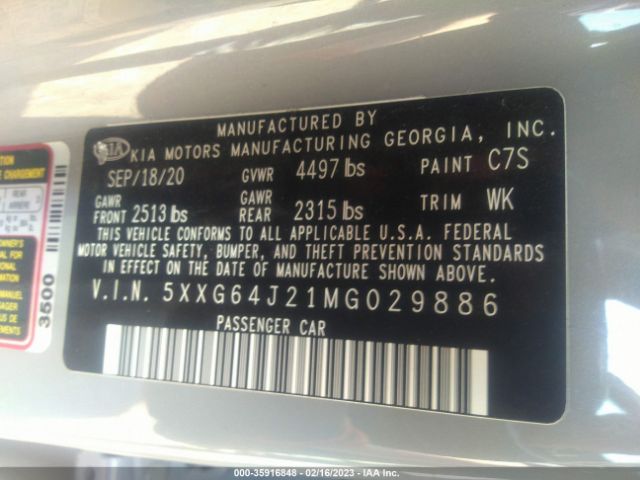 MANUFACTURED BY
KIA KIA MOTORS MANUFACTURING GEORGIA, INC.
SEP/18/20 GVWR 4497 lbs PAINT C7S
GAWR FRONT 2513 lbs GAWR REAR 2315 lbs TRIM WK
THIS VEHICLE CONFORMS TO ALL APPLICABLE U.S.A. FEDERAL
MOTOR VEHICLE SAFETY, BUMPER, AND THEFT PREVENTION STANDARDS
IN EFFECT ON THE DATE OF MANUFACTURE SHOWN ABOVE.
V.I.N. 5XXG64J21MG029886
PASSENGER CAR
3500
000-35916848 - 02/16/2023 - IAA Inc.